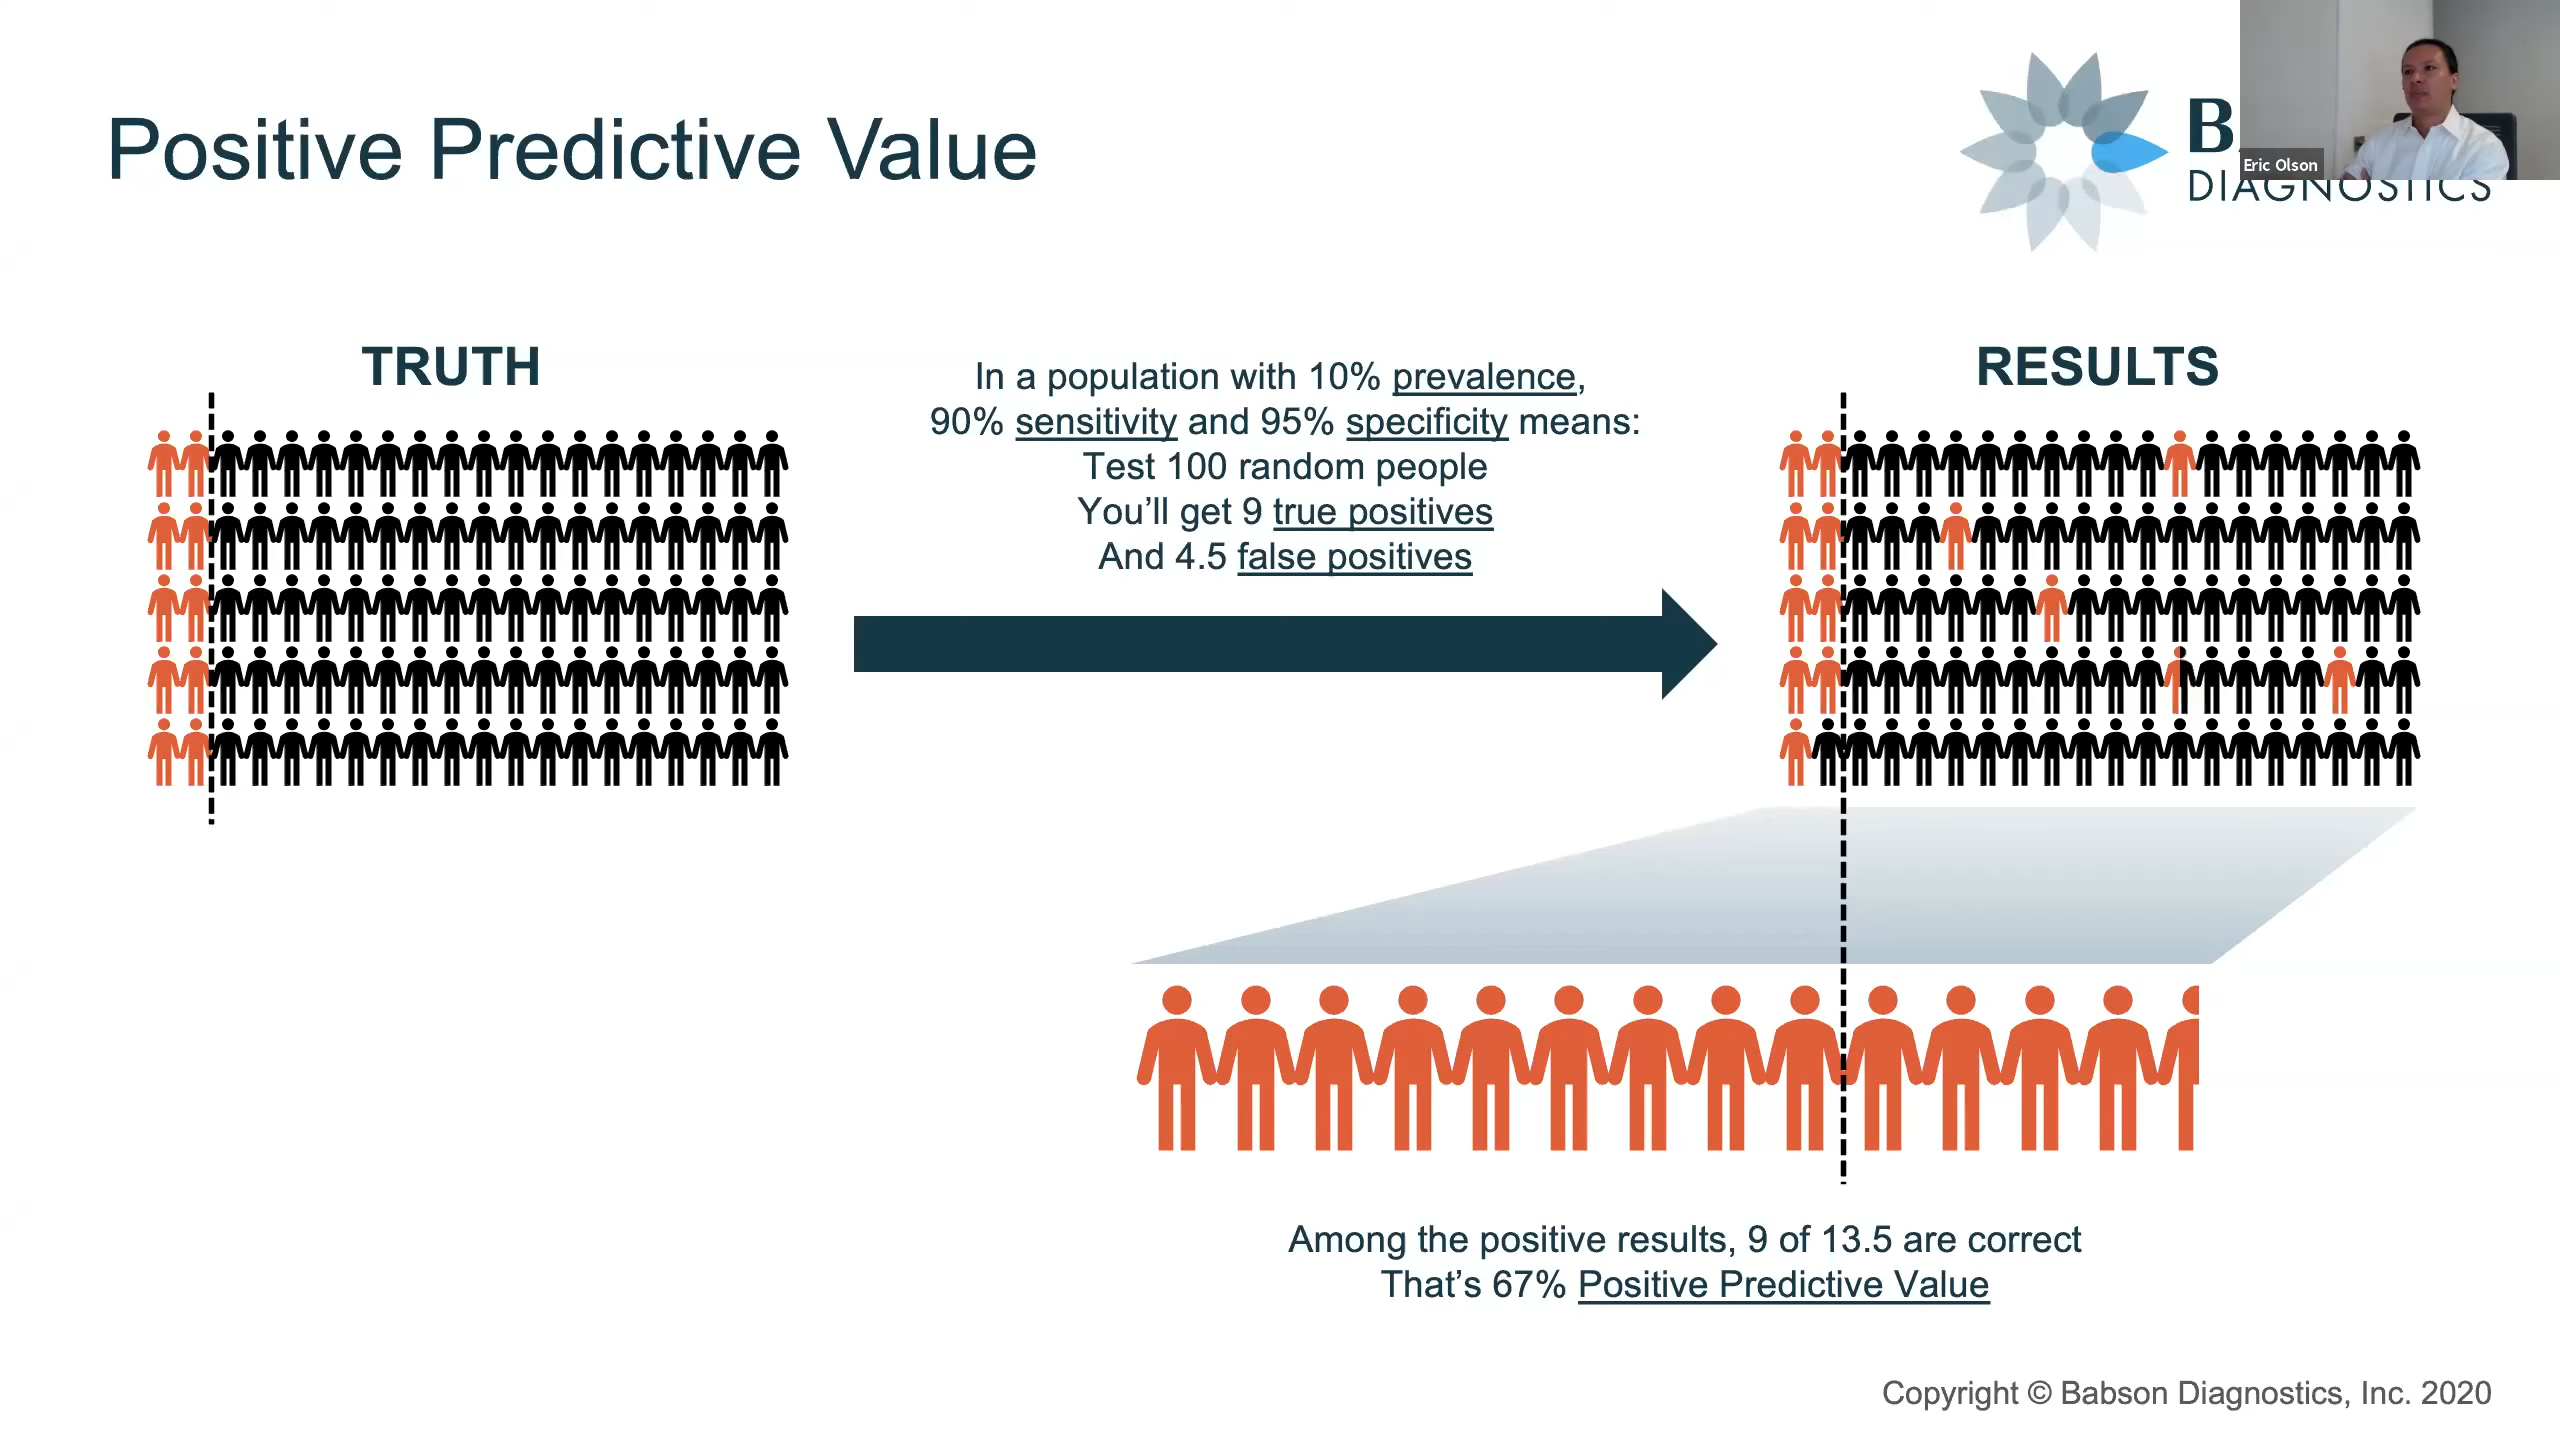 Positive Predictive Value
B
DIAGNOSTICS
Eric Olson
TRUTH
In a population with 10% prevalence,
90% sensitivity and 95% specificity means:
Test 100 random people
You’ll get 9 true positives
And 4.5 false positives
RESULTS
Among the positive results, 9 of 13.5 are correct
That’s 67% Positive Predictive Value
Copyright © Babson Diagnostics, Inc. 2020